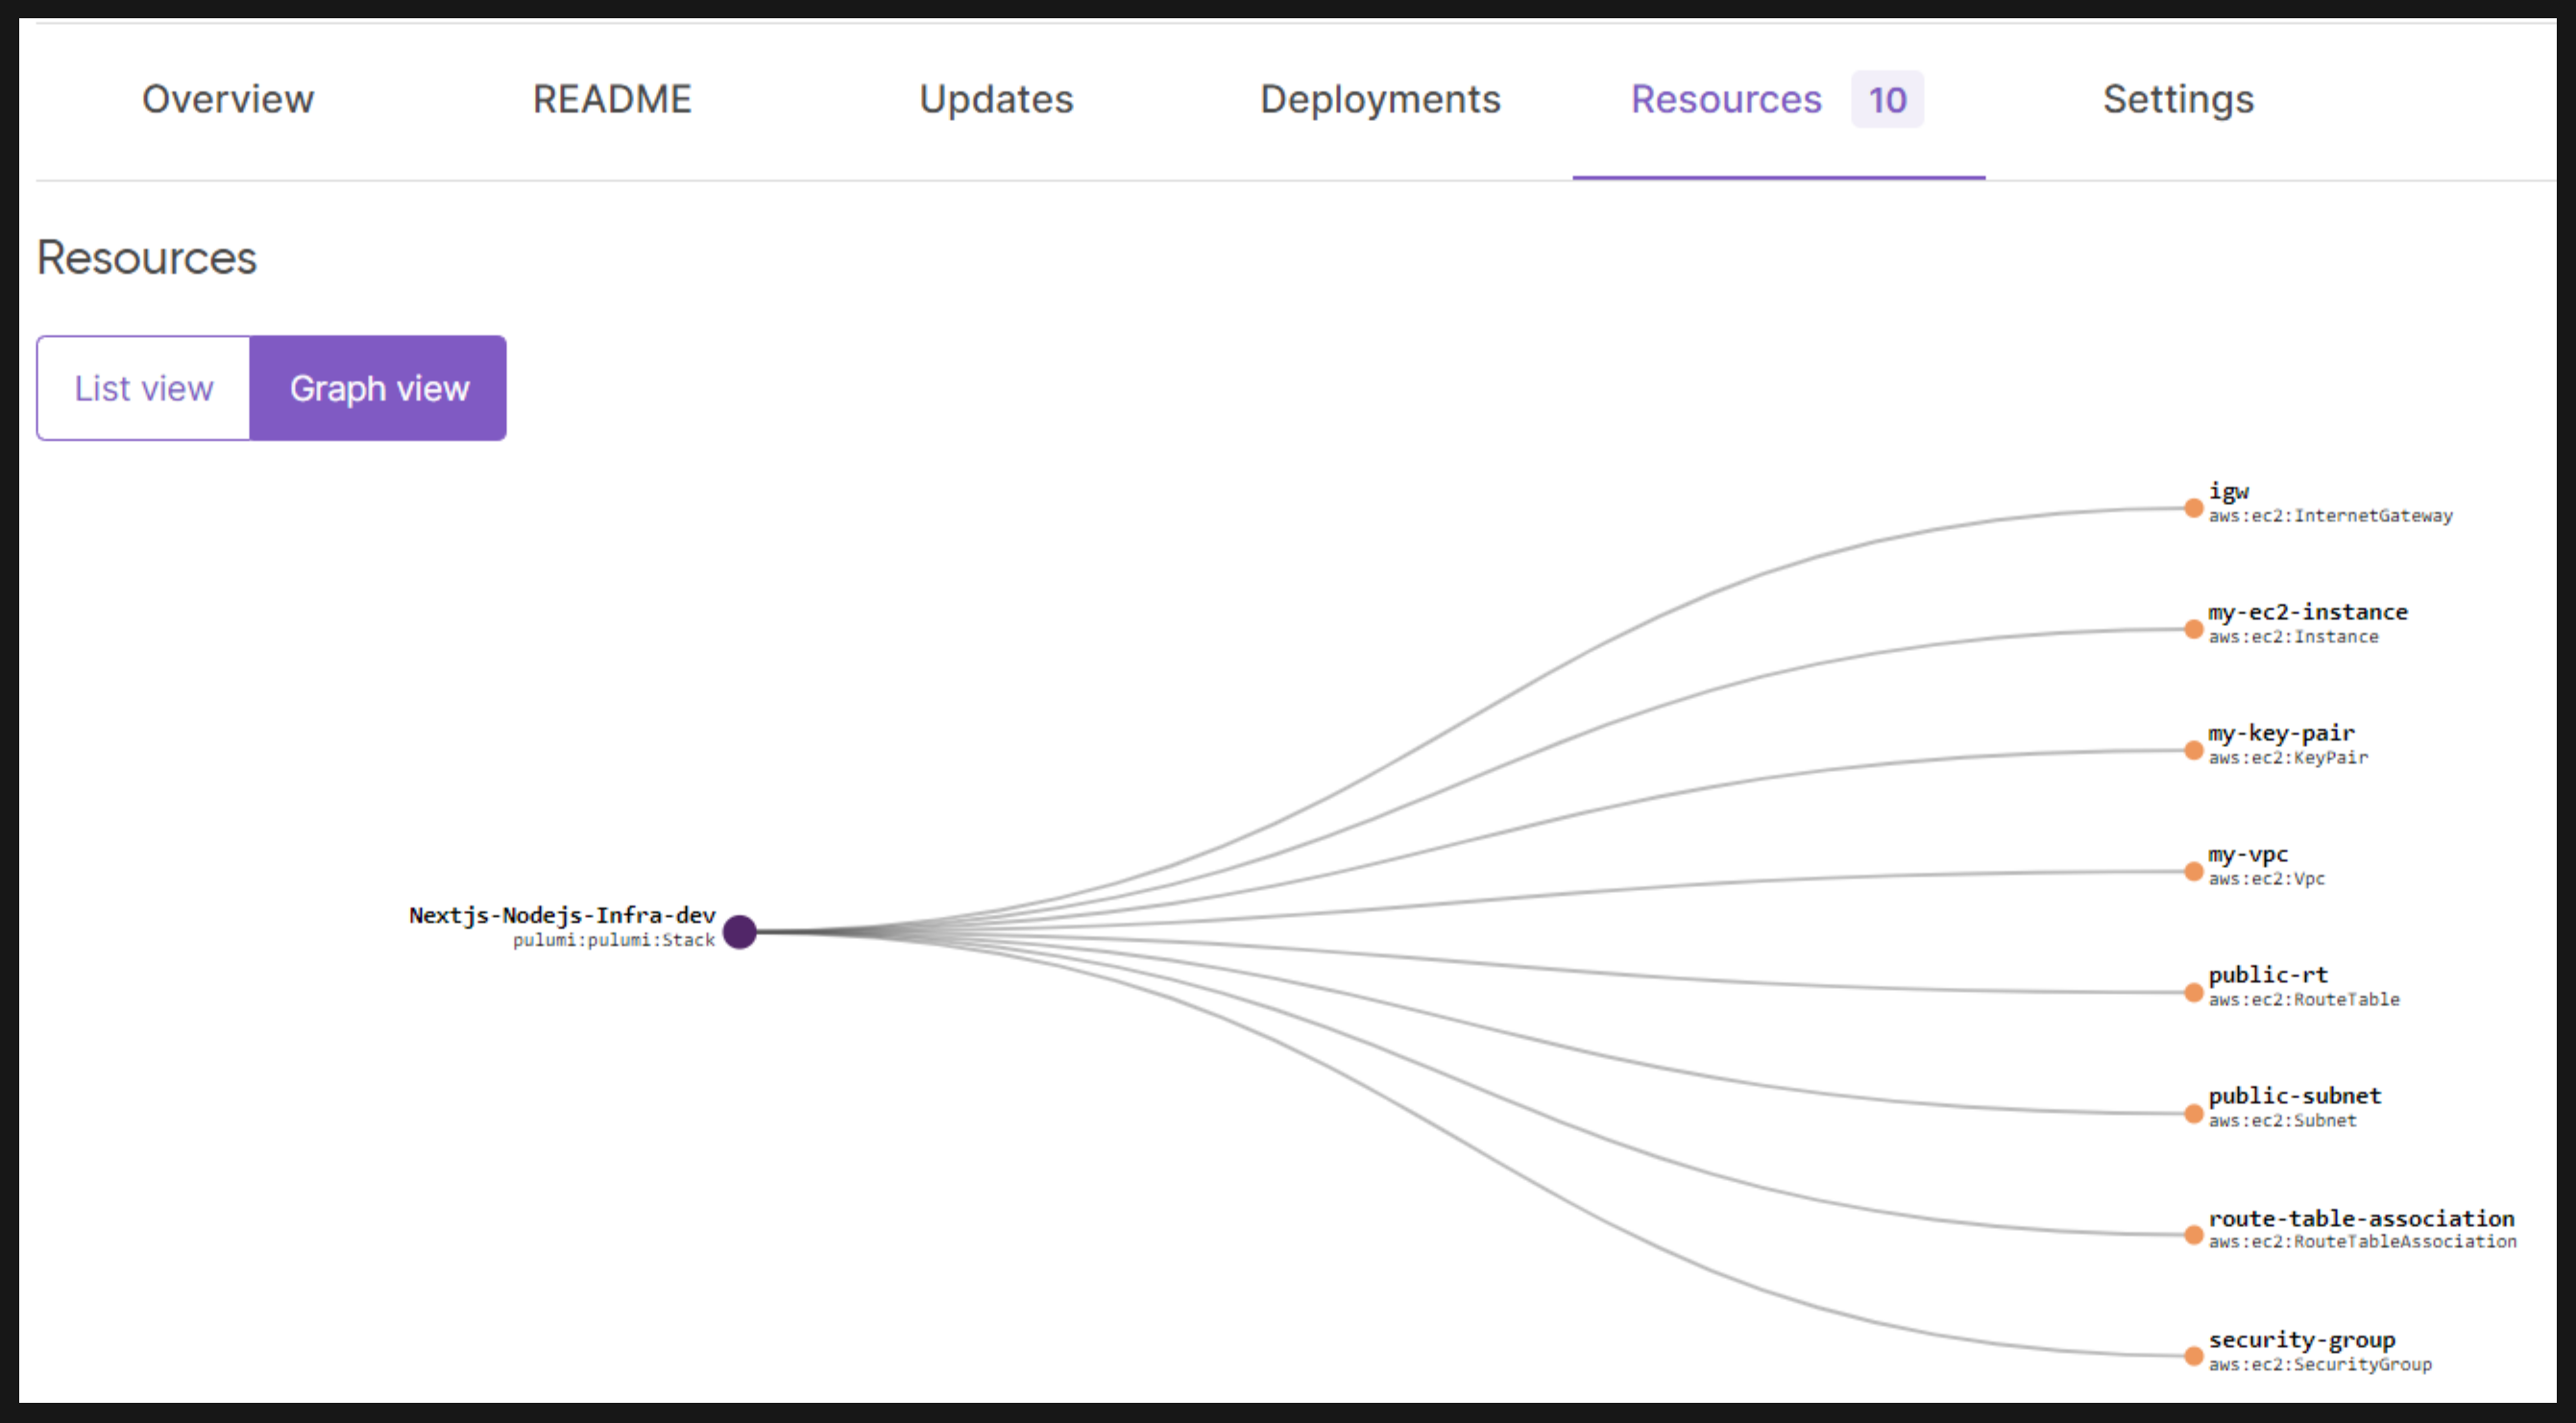 Overview README Updates Deployments Resources 10 Settings
Resources
List view Graph view
igw
aws:ec2:InternetGateway
my-ec2-instance
aws:ec2:Instance
my-key-pair
aws:ec2:KeyPair
my-vpc
aws:ec2:Vpc
Nextjs-Nodejs-Infra-dev
pulumi:pulumi:Stack
public-rt
aws:ec2:RouteTable
public-subnet
aws:ec2:Subnet
route-table-association
aws:ec2:RouteTableAssociation
security-group
aws:ec2:SecurityGroup